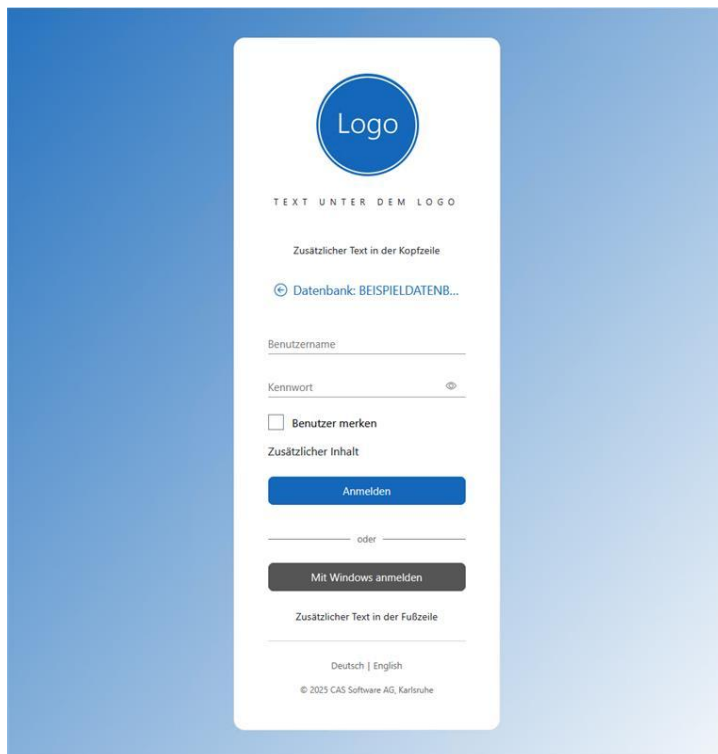 Logo
TEXT UNTER DEM LOGO
Zusätzlicher Text in der Kopfzeile
Datenbank: BEISPIELDATENB...
Benutzername
Kennwort
Benutzer merken
Zusätzlicher Inhalt
Anmelden
oder
Mit Windows anmelden
Zusätzlicher Text in der Fußzeile
Deutsch | English
© 2025 CAS Software AG, Karlsruhe